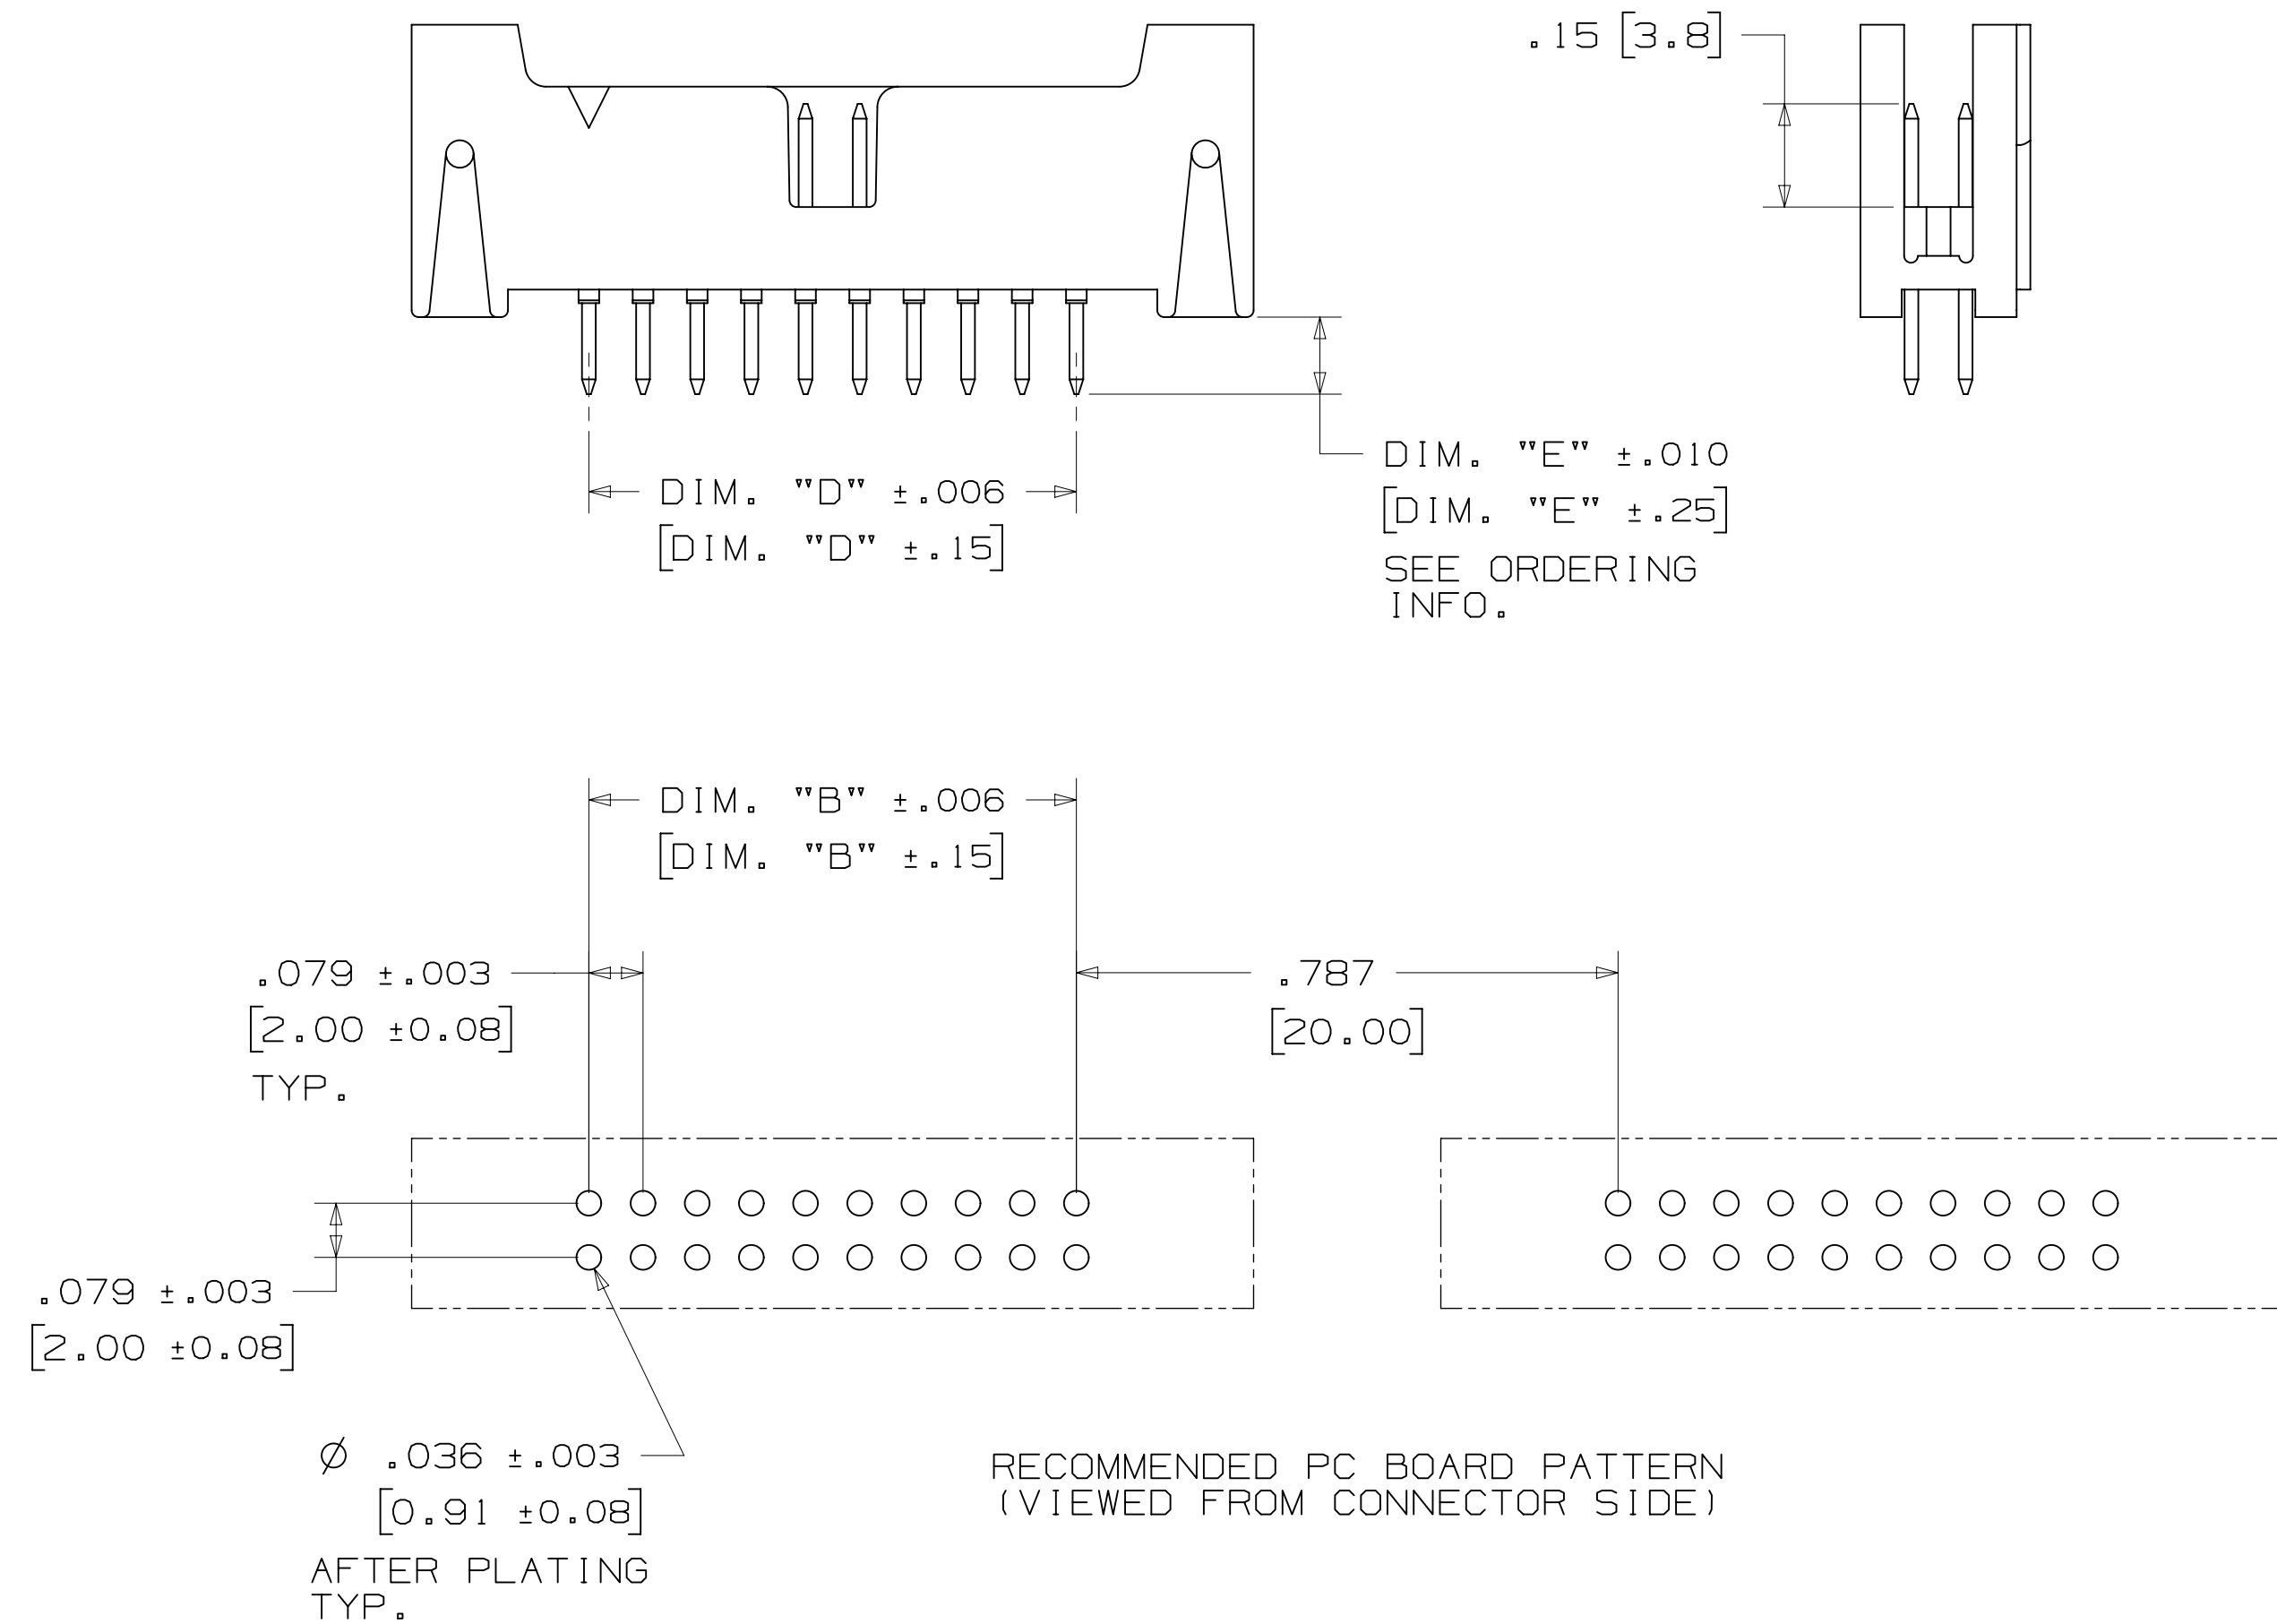 .15 [3.8]
DIM. "E" ±.010
[DIM. "E" ±.25]
SEE ORDERING
INFO.
DIM. "D" ±.006
[DIM. "D" ±.15]
DIM. "B" ±.006
[DIM. "B" ±.15]
.079 ±.003
[2.00 ±0.08]
TYP.
.787
[20.00]
.079 ±.003
[2.00 ±0.08]
Ø .036 ±.003
[0.91 ±0.08]
AFTER PLATING
TYP.
RECOMMENDED PC BOARD PATTERN
(VIEWED FROM CONNECTOR SIDE)